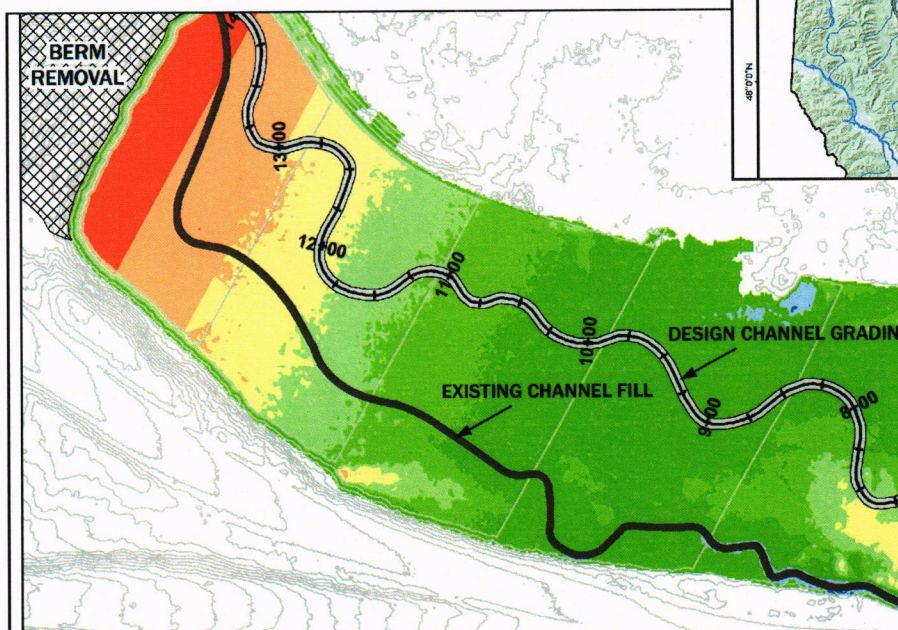 BERM
REMOVAL
48°0'0"N
13+00
12+00
11+00
10+00
DESIGN CHANNEL GRADIN
EXISTING CHANNEL FILL
9+00
8+00